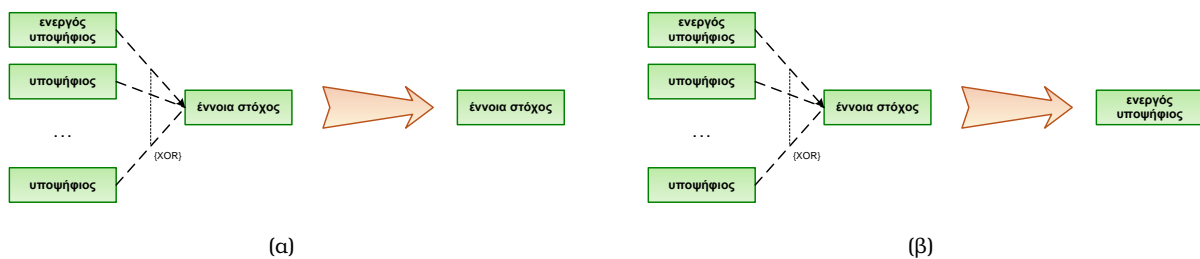 ενεργός
υποψήφιος
υποψήφιος
...
υποψήφιος
{XOR}
έννοια στόχος
έννοια στόχος
(α)
ενεργός
υποψήφιος
υποψήφιος
...
υποψήφιος
{XOR}
έννοια στόχος
ενεργός
υποψήφιος
(β)